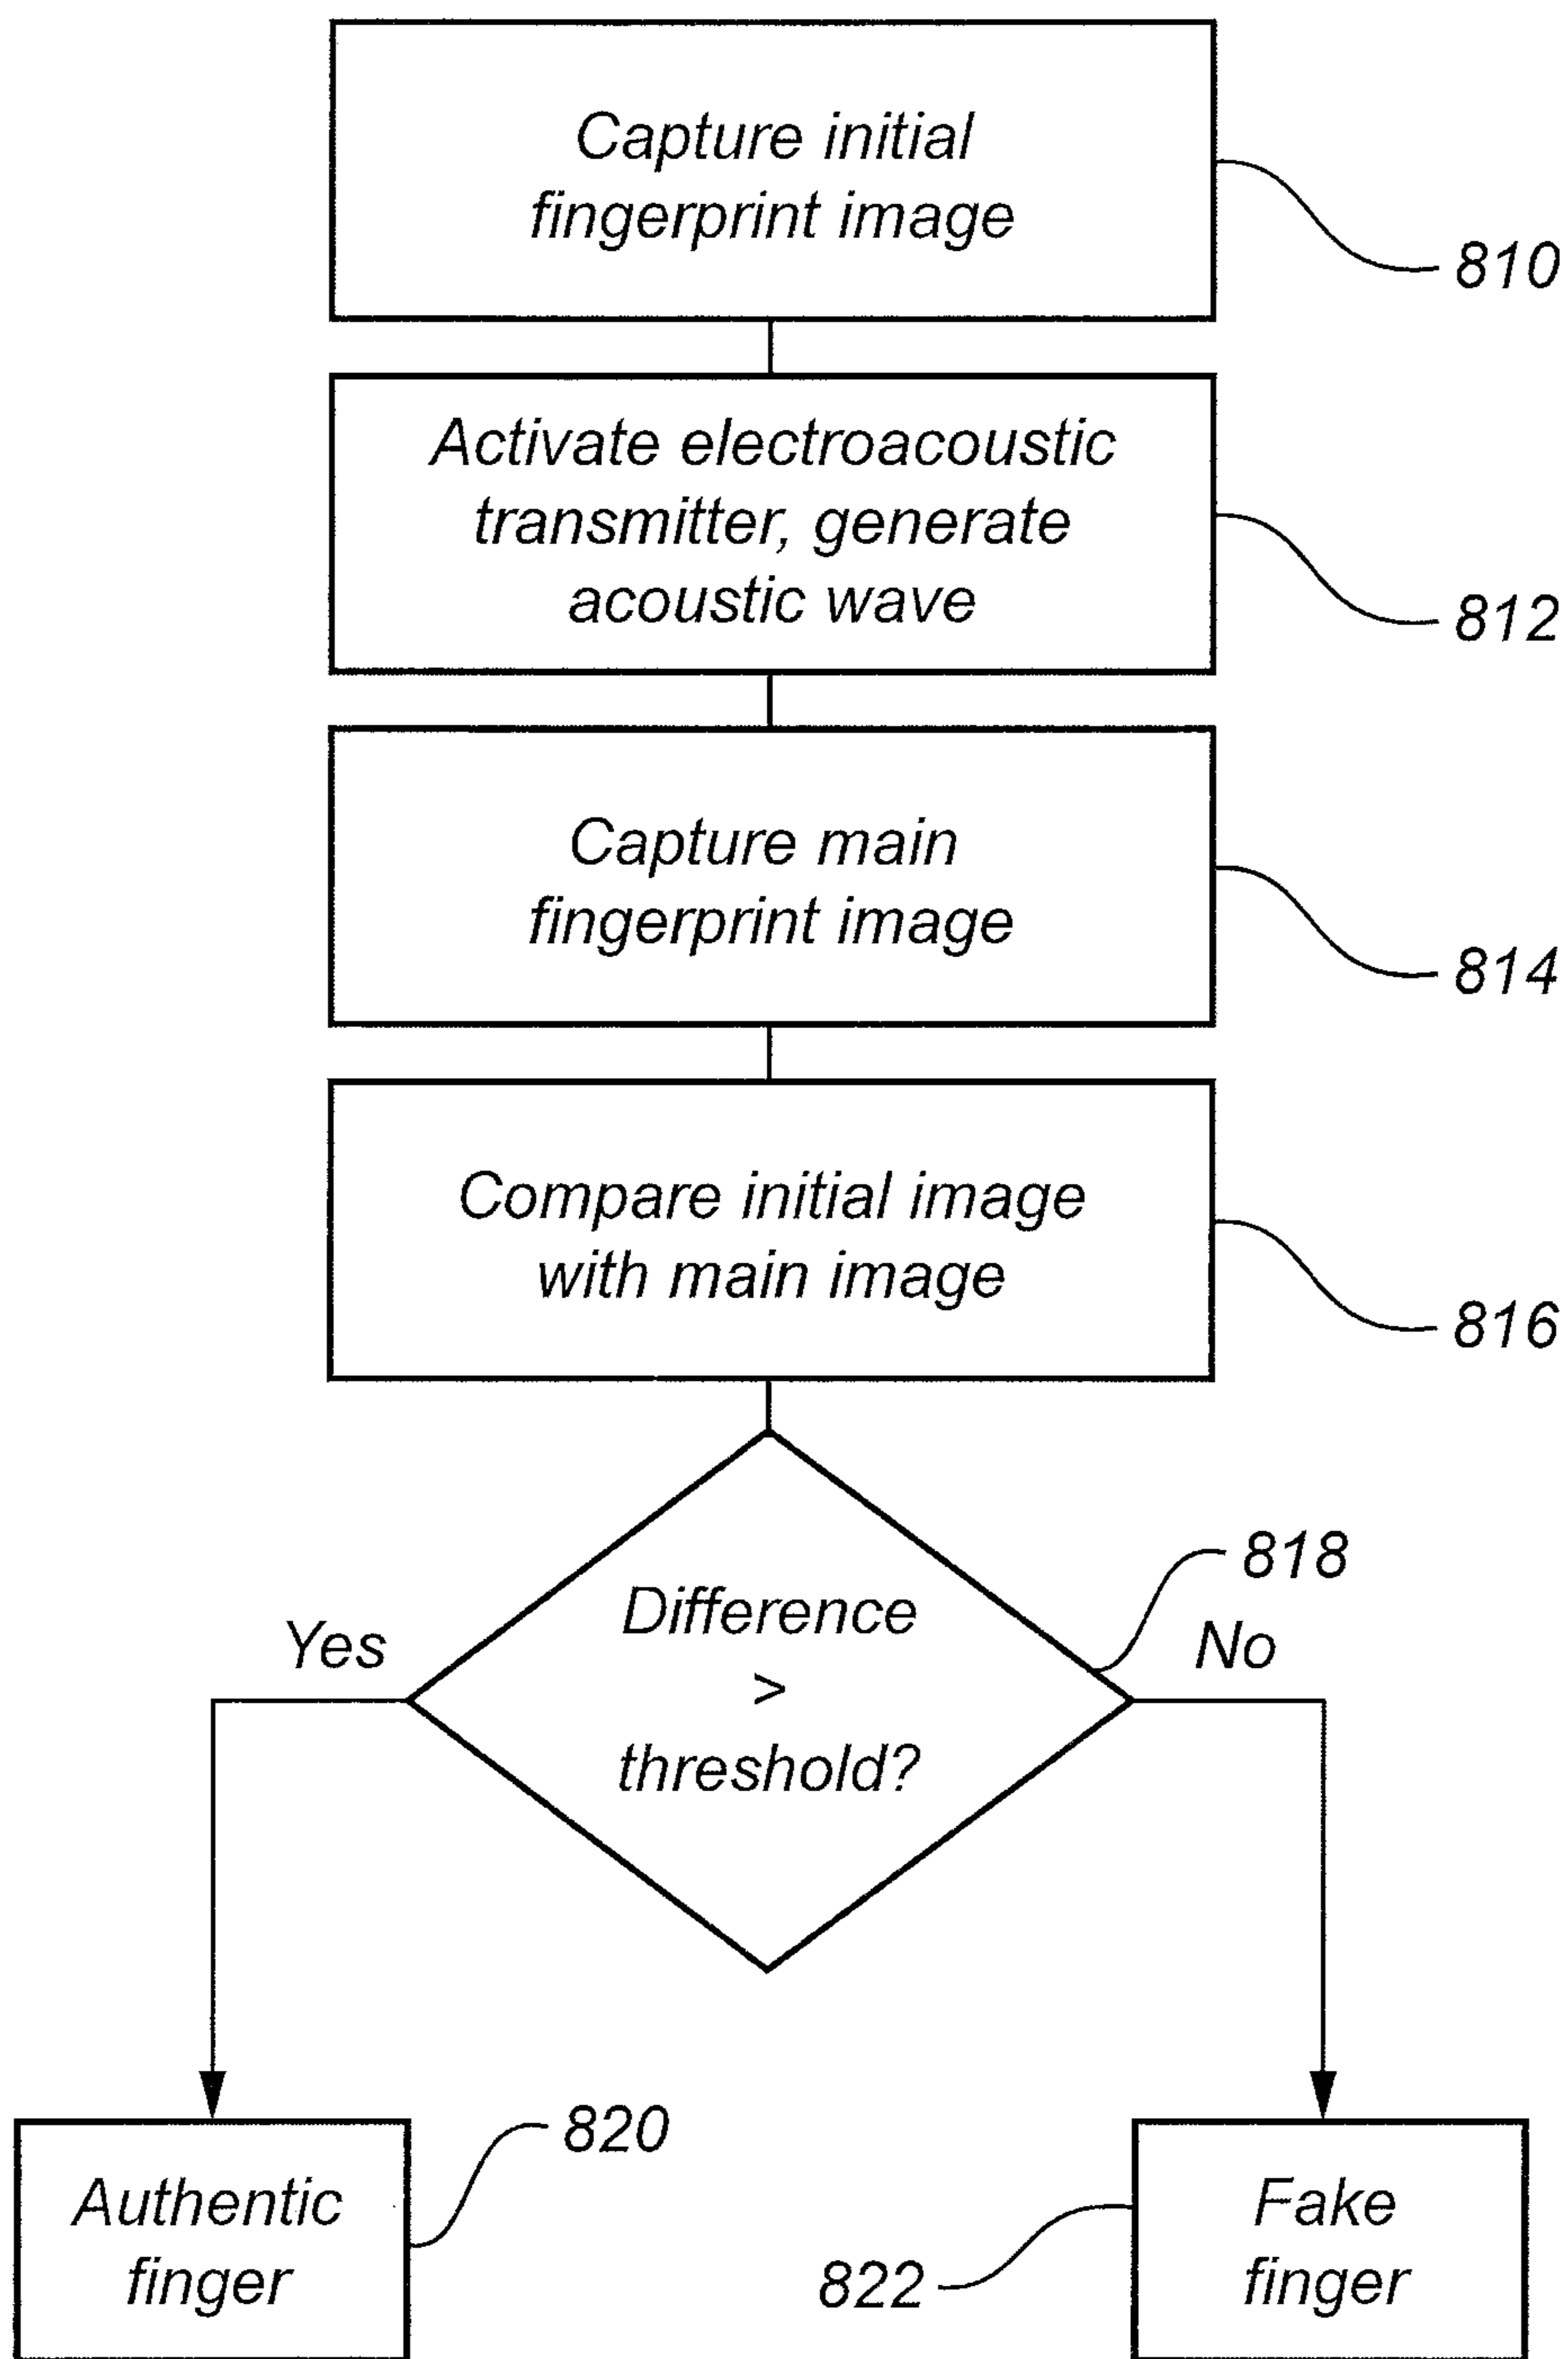 Capture initial
fingerprint image
810
Activate electroacoustic
transmitter, generate
acoustic wave
812
Capture main
fingerprint image
814
Compare initial image
with main image
816
818
Difference
>
threshold?
Yes
No
820
Authentic
finger
822
Fake
finger